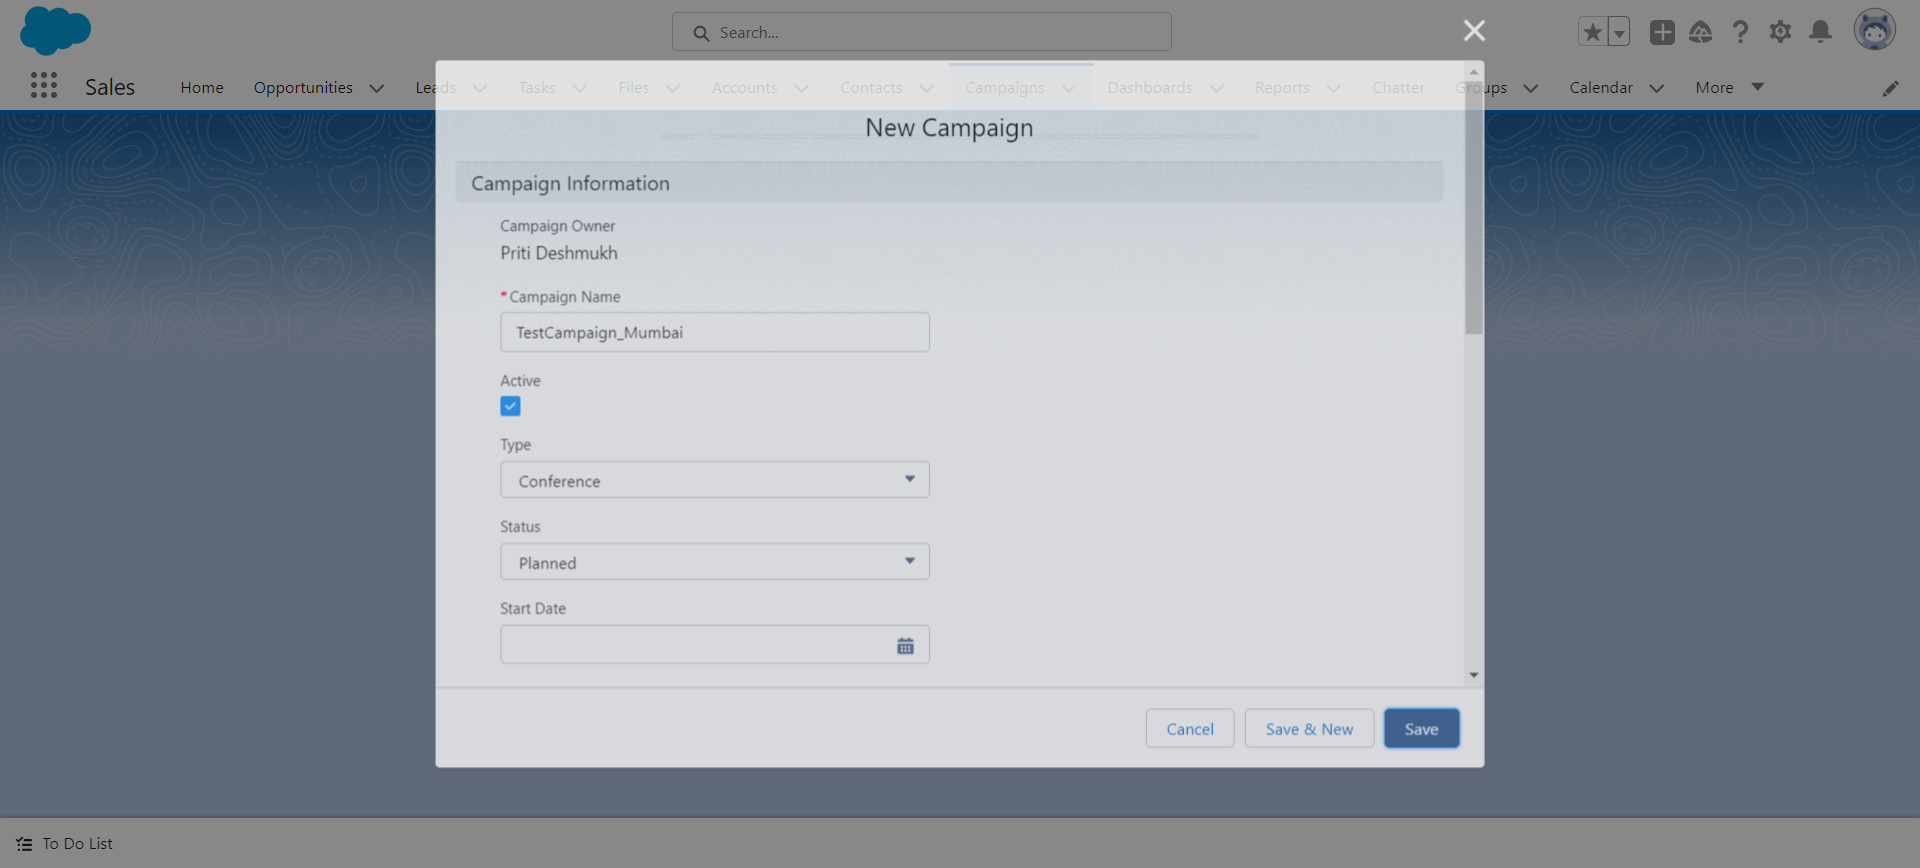 Search...
Sales
Home
Opportunities
Leads
Tasks
Files
Accounts
Contacts
Campaigns
Dashboards
Reports
Chatter
Groups
Calendar
More
New Campaign
Campaign Information
Campaign Owner
Priti Deshmukh
*Campaign Name
TestCampaign_Mumbai
Active
Type
Conference
Status
Planned
Start Date
Cancel
Save & New
Save
To Do List